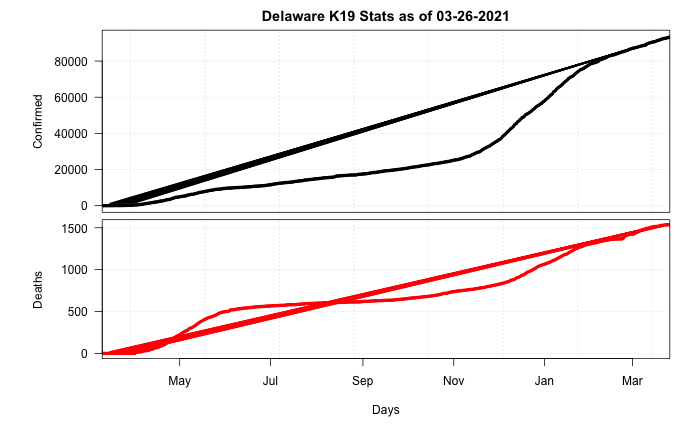 Delaware K19 Stats as of 03-26-2021
Confirmed
80000
60000
40000
20000
0
Deaths
1500
1000
500
0
May Jul Sep Nov Jan Mar
Days